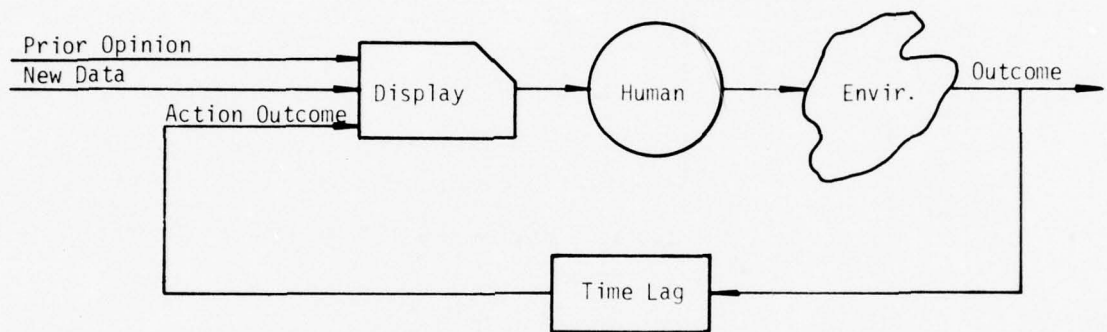 Prior Opinion
New Data
Action Outcome
Display
Human
Envir.
Outcome
Time Lag